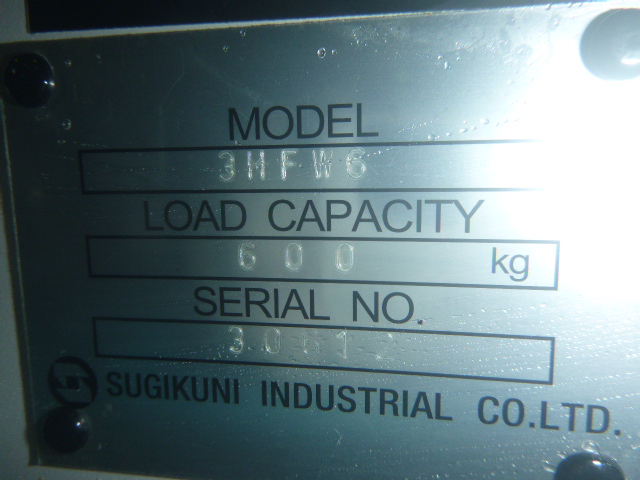 MODEL
3HFW6
LOAD CAPACITY
600 kg
SERIAL NO.
SUGIKUNI INDUSTRIAL CO.LTD.